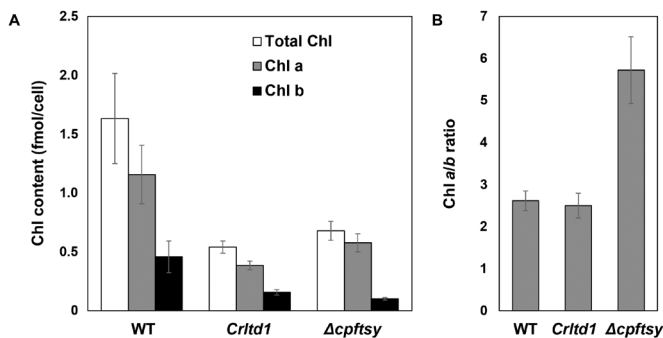 A
Chl content (fmol/cell)
2.5
2.0
1.5
1.0
0.5
0
Total Chl
Chl a
Chl b
WT
Crltd1
Δcpftsy
B
Chl a/b ratio
7
6
5
4
3
2
1
0
WT
Crltd1
Δcpftsy